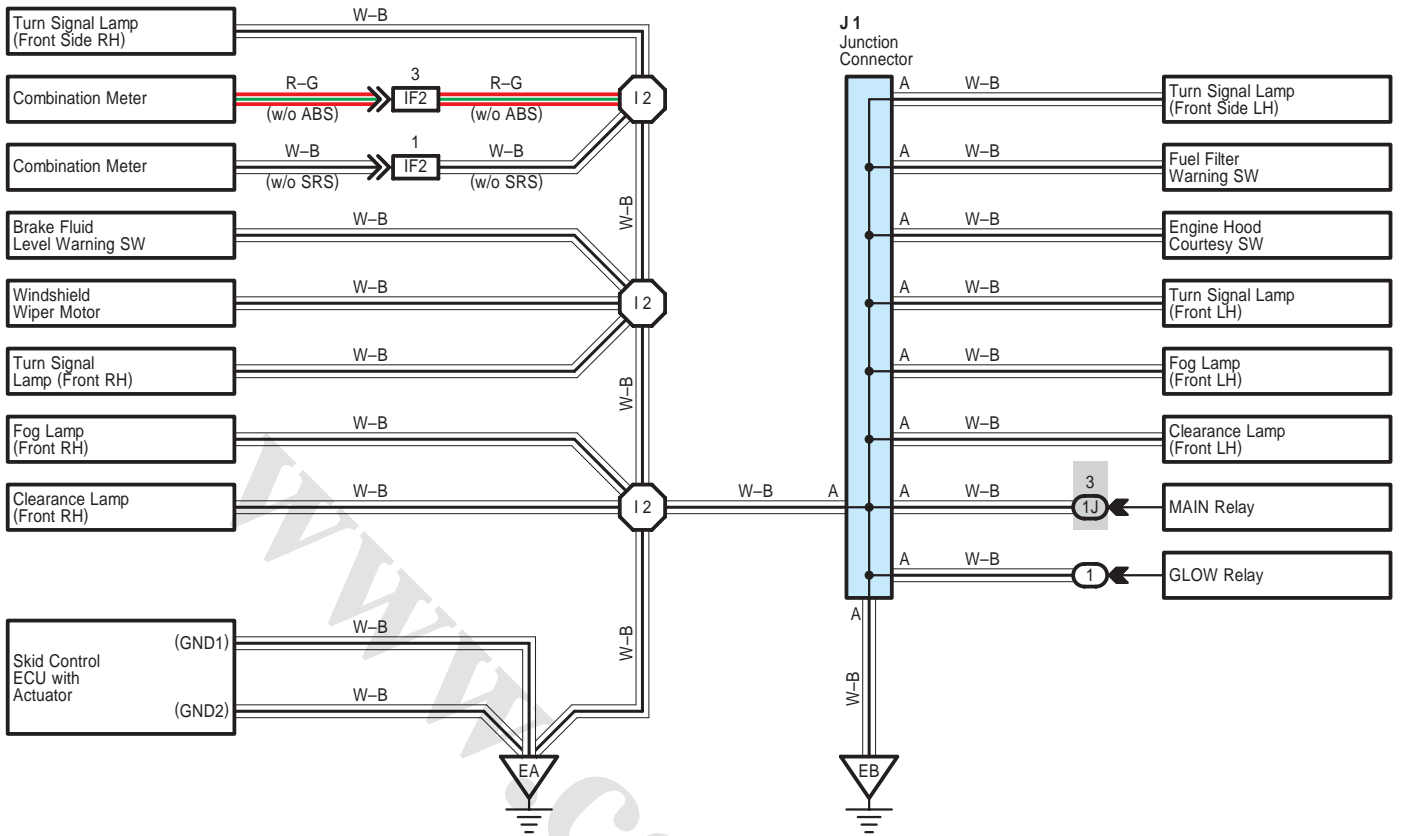 Turn Signal Lamp
(Front Side RH)
W–B
Combination Meter
R–G
(w/o ABS)
3
IF2
R–G
(w/o ABS)
I 2
Combination Meter
W–B
(w/o SRS)
1
IF2
W–B
(w/o SRS)
W–B
Brake Fluid
Level Warning SW
W–B
Windshield
Wiper Motor
W–B
I 2
Turn Signal
Lamp (Front RH)
W–B
W–B
Fog Lamp
(Front RH)
W–B
Clearance Lamp
(Front RH)
W–B
I 2
W–B
A
Skid Control
ECU with
Actuator
(GND1)
W–B
(GND2)
W–B
W–B
EA
J 1
Junction
Connector
A
W–B
Turn Signal Lamp
(Front Side LH)
A
W–B
Fuel Filter
Warning SW
A
W–B
Engine Hood
Courtesy SW
A
W–B
Turn Signal Lamp
(Front LH)
A
W–B
Fog Lamp
(Front LH)
A
W–B
Clearance Lamp
(Front LH)
A
W–B
3
1J
MAIN Relay
A
W–B
1
GLOW Relay
A
W–B
EB
www.c